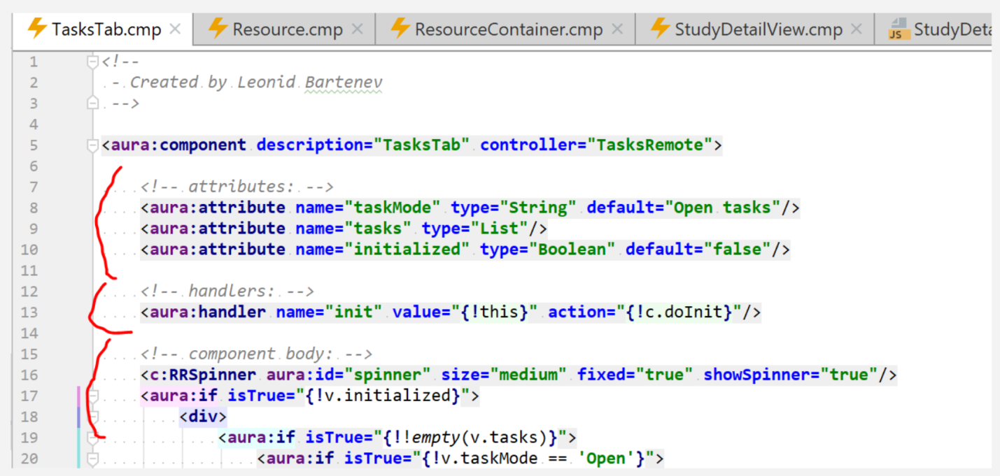 TasksTab.cmp × Resource.cmp × ResourceContainer.cmp × StudyDetailView.cmp × JS StudyDeta
1 <!--
2 - Created by Leonid Bartenev
3 -->
4
5 <aura:component description="TasksTab" controller="TasksRemote">
6
7 <!-- attributes: -->
8 <aura:attribute name="taskMode" type="String" default="Open tasks"/>
9 <aura:attribute name="tasks" type="List"/>
10 <aura:attribute name="initialized" type="Boolean" default="false"/>
11
12 <!-- handlers: -->
13 <aura:handler name="init" value="{!this}" action="{!c.doInit}"/>
14
15 <!-- component body: -->
16 <c:RRSpinner aura:id="spinner" size="medium" fixed="true" showSpinner="true"/>
17 <aura:if isTrue="{!v.initialized}">
18 <div>
19 <aura:if isTrue="{!!empty(v.tasks)}">
20 <aura:if isTrue="{!v.taskMode == 'Open'}">